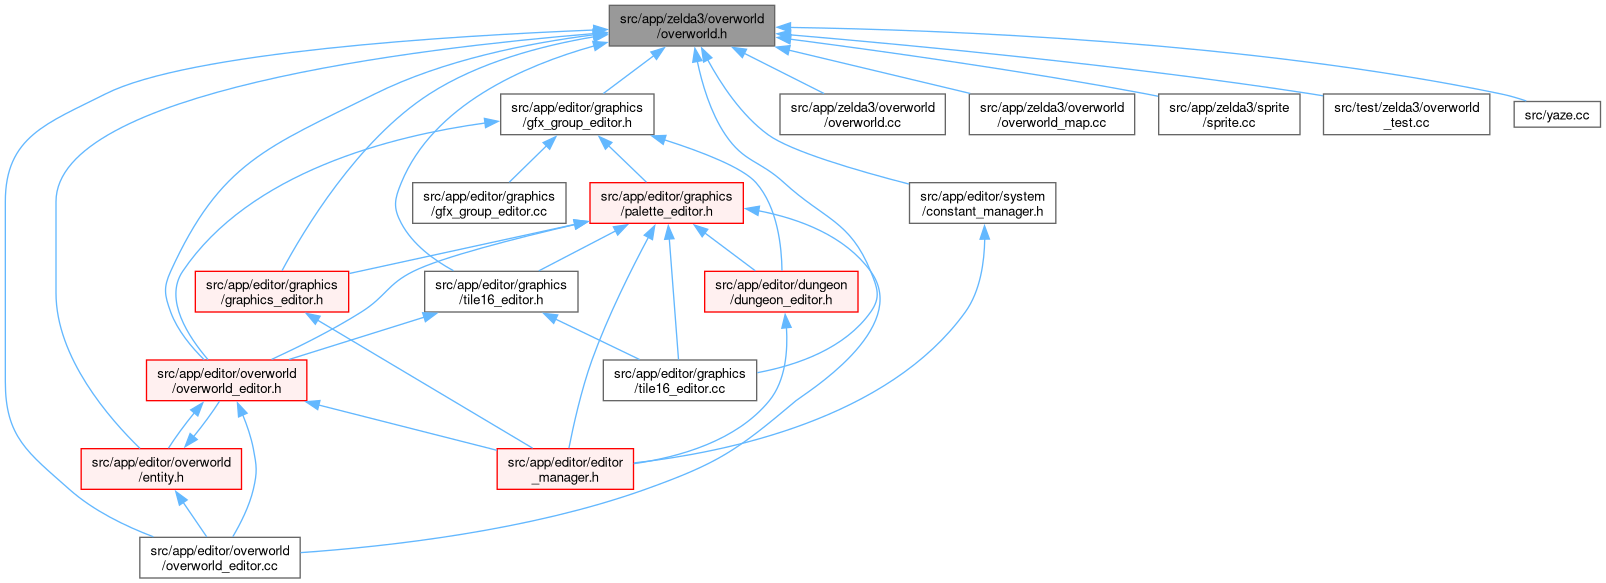 src/app/zelda3/overworld
/overworld.h
src/app/editor/graphics
/gfx_group_editor.h
src/app/zelda3/overworld
/overworld.cc
src/app/zelda3/overworld
/overworld_map.cc
src/app/zelda3/sprite
/sprite.cc
src/test/zelda3/overworld
_test.cc
src/yaze.cc
src/app/editor/graphics
/gfx_group_editor.cc
src/app/editor/graphics
/palette_editor.h
src/app/editor/system
/constant_manager.h
src/app/editor/graphics
/graphics_editor.h
src/app/editor/graphics
/tile16_editor.h
src/app/editor/dungeon
/dungeon_editor.h
src/app/editor/overworld
/overworld_editor.h
src/app/editor/graphics
/tile16_editor.cc
src/app/editor/overworld
/entity.h
src/app/editor/editor
_manager.h
src/app/editor/overworld
/overworld_editor.cc